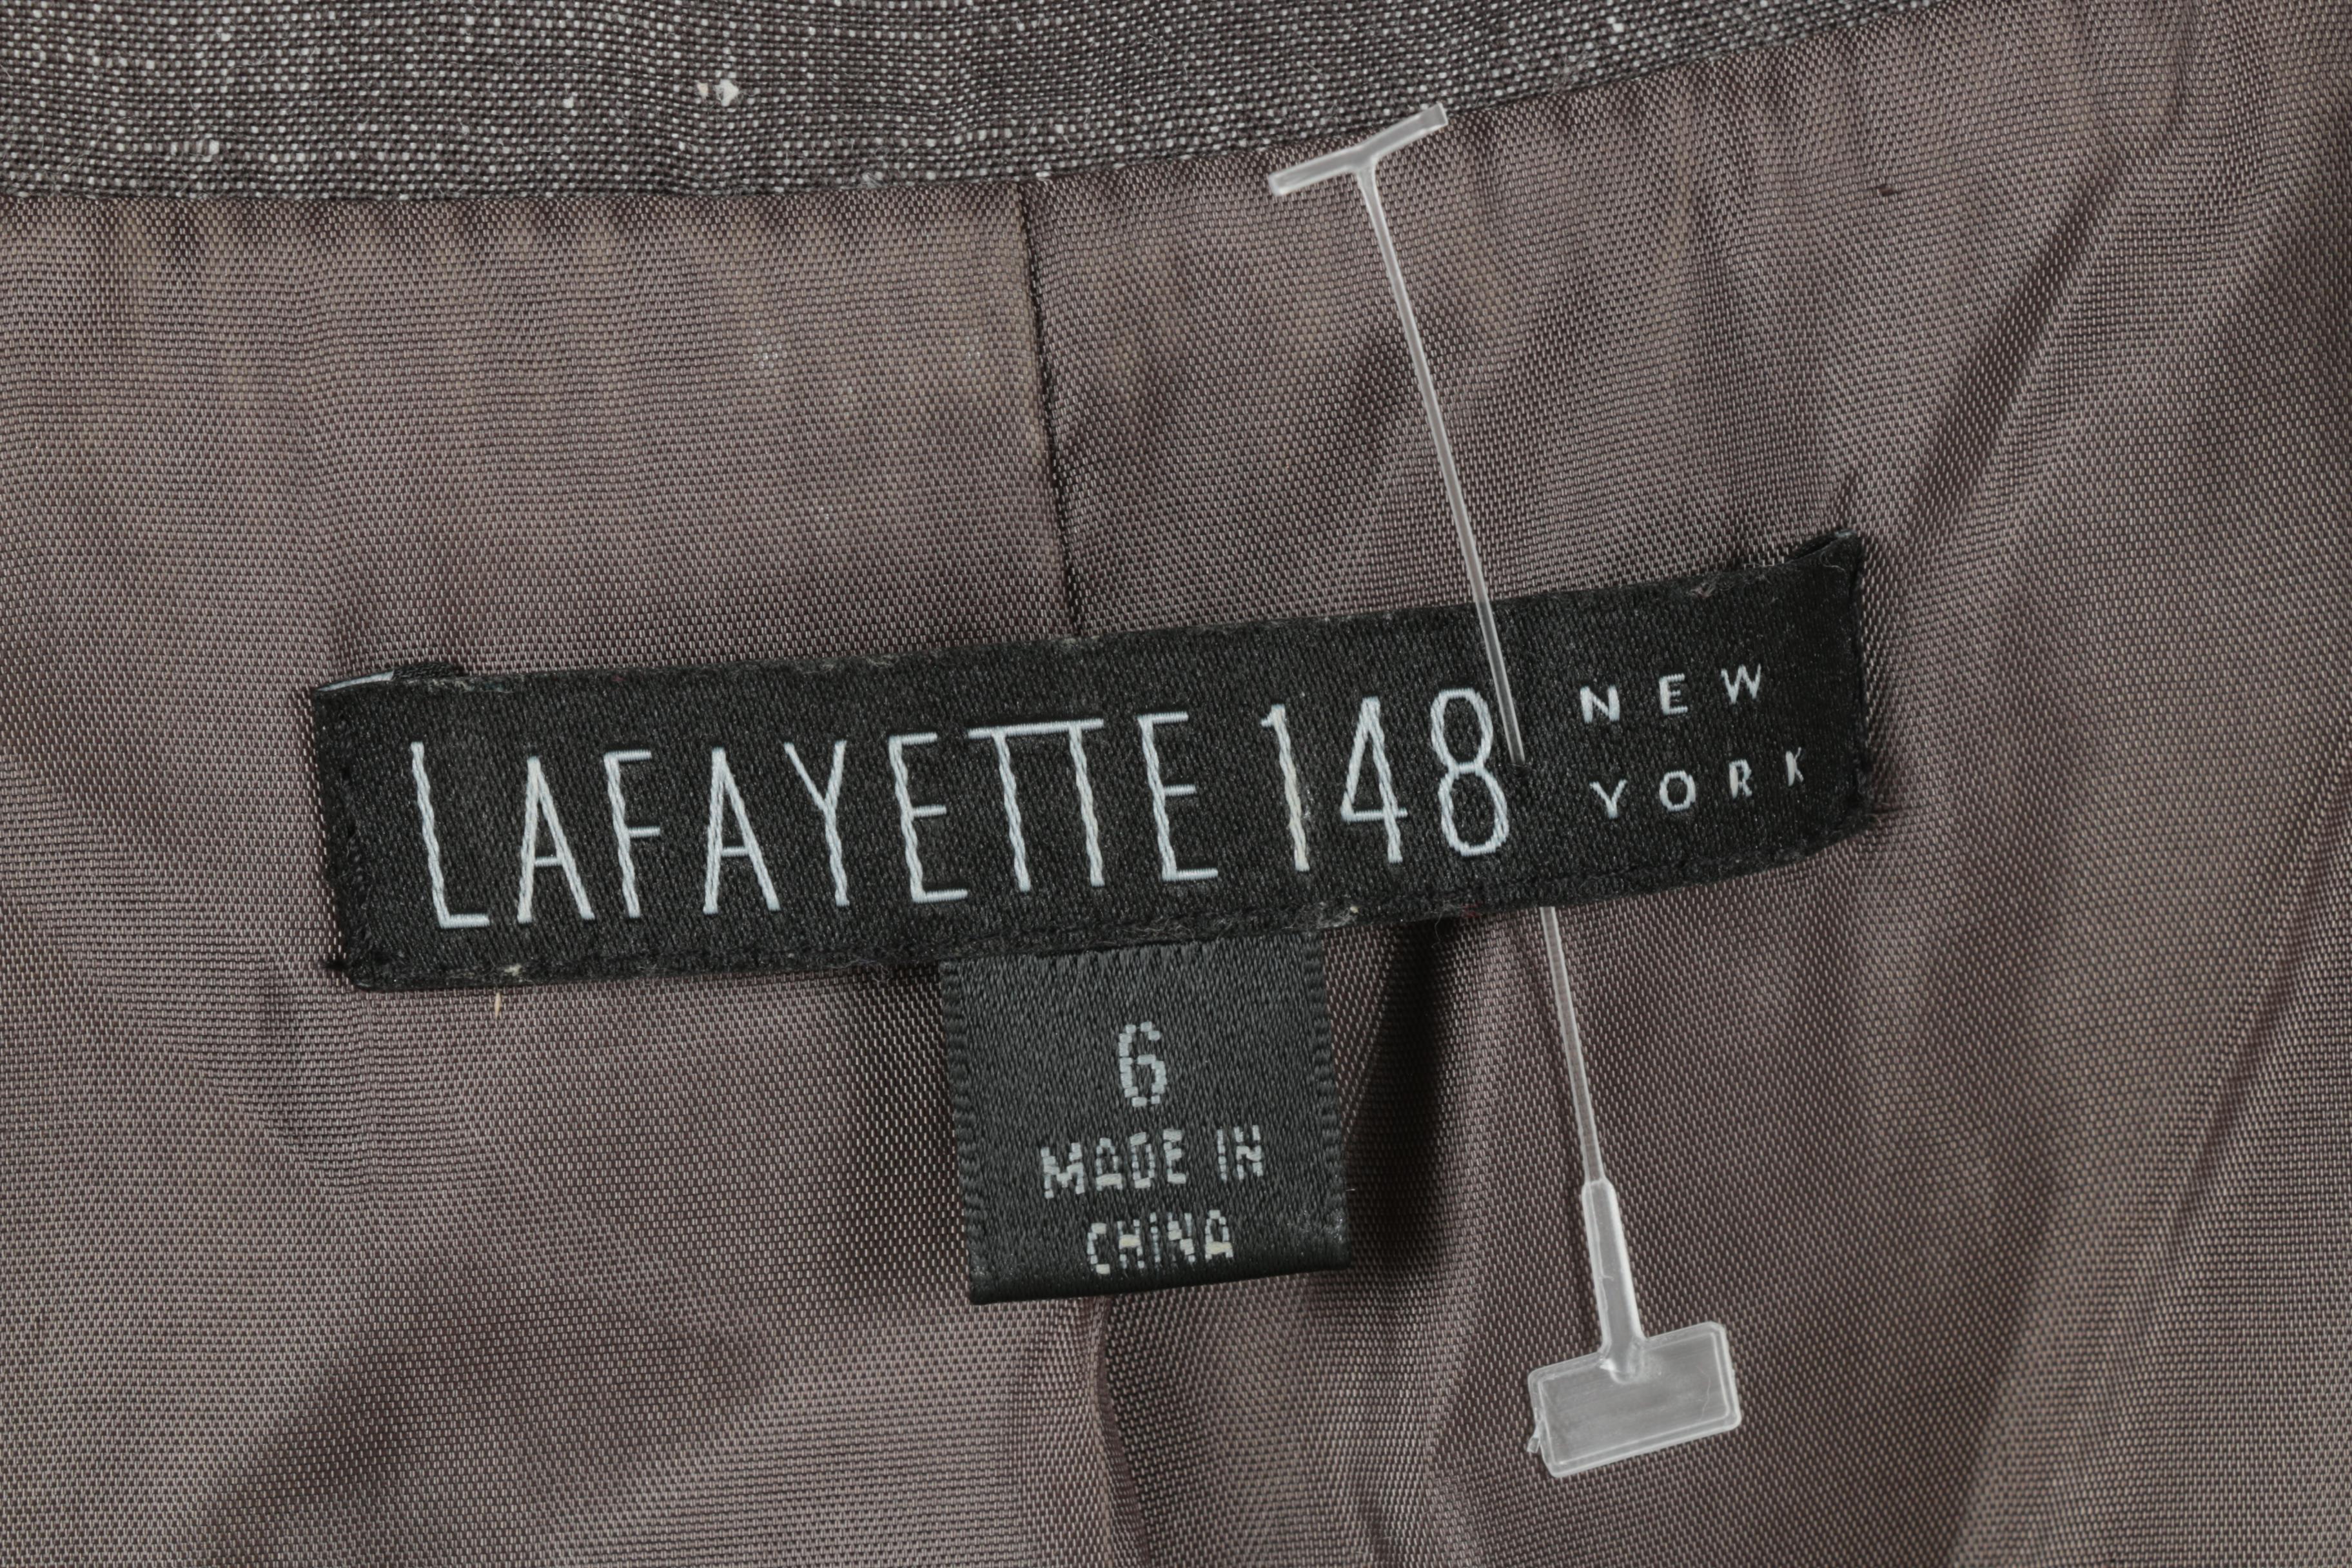 LAFAYETTE 148 NEW YORK
6
MADE IN
CHINA